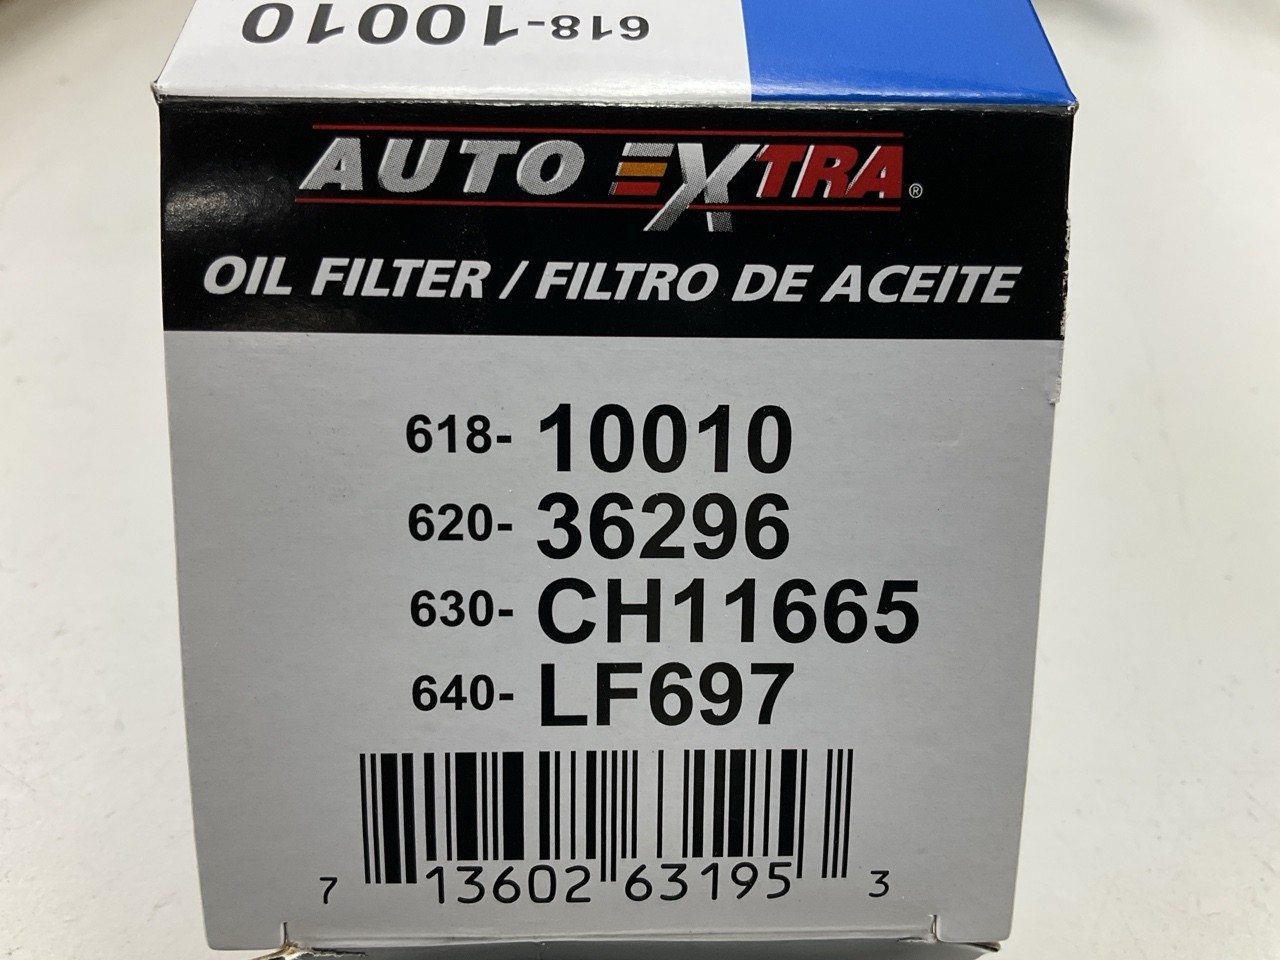 618-10010
AUTO EXTRA®
OIL FILTER / FILTRO DE ACEITE
618- 10010
620- 36296
630- CH11665
640- LF697
7 13602 63195 3